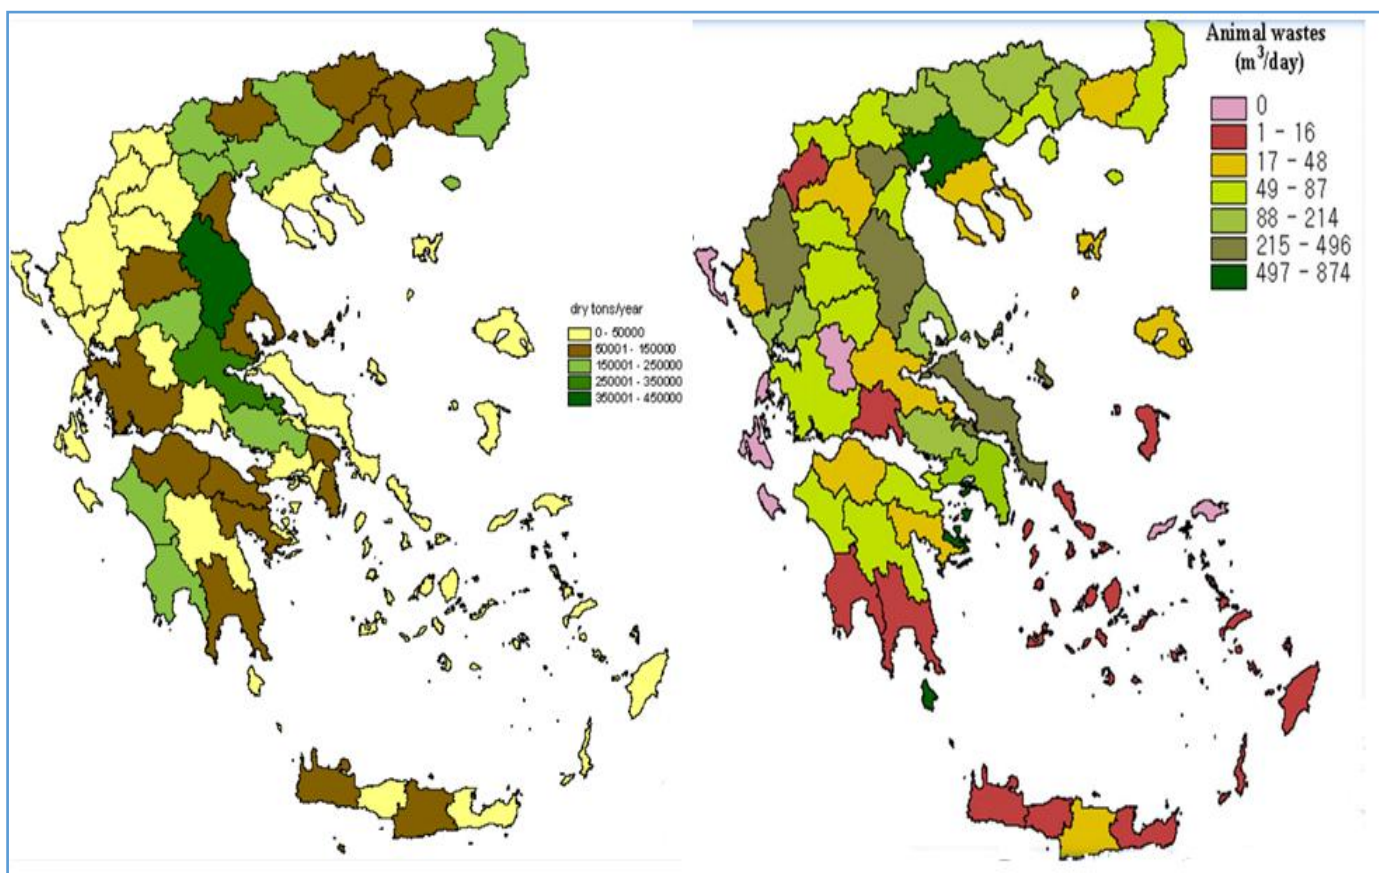 dry tons/year
0 - 50000
50001 - 150000
150001 - 250000
250001 - 350000
350001 - 450000
Animal wastes
(m³/day)
0
1 - 16
17 - 48
49 - 87
88 - 214
215 - 496
497 - 874